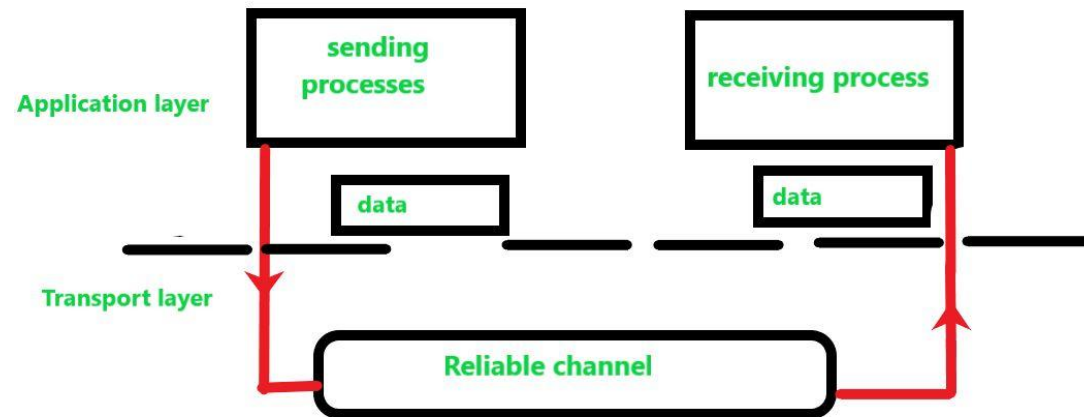 sending
processes
receiving process
Application layer
data
data
Transport layer
Reliable channel